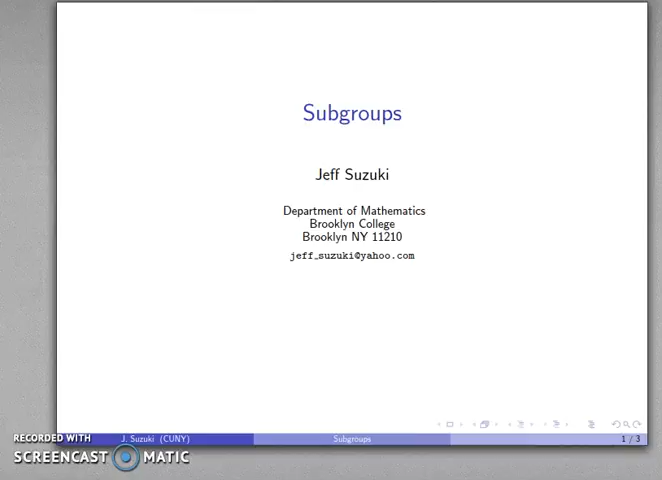 Subgroups
Jeff Suzuki
Department of Mathematics
Brooklyn College
Brooklyn NY 11210
jeff_suzuki@yahoo.com
J. Suzuki (CUNY)
Subgroups
1 / 3
RECORDED WITH
SCREENCAST MATIC